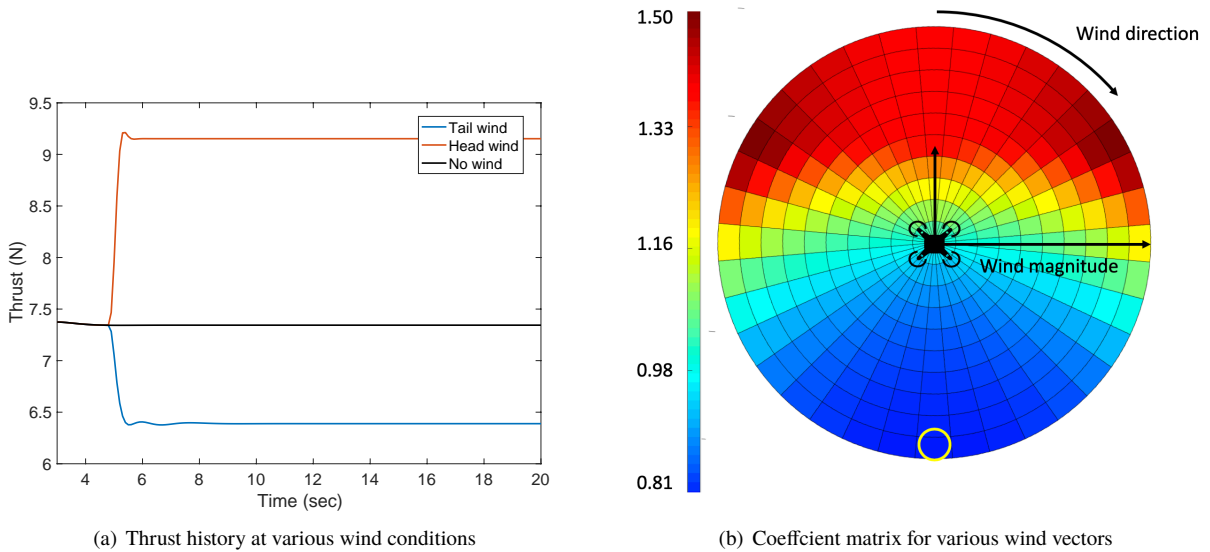 9.5
9
8.5
8
7.5
7
6.5
6
Thrust (N)
Tail wind
Head wind
No wind
4 6 8 10 12 14 16 18 20
Time (sec)
(a) Thrust history at various wind conditions
1.50
1.33
1.16
0.98
0.81
Wind direction
Wind magnitude
(b) Coeffcient matrix for various wind vectors